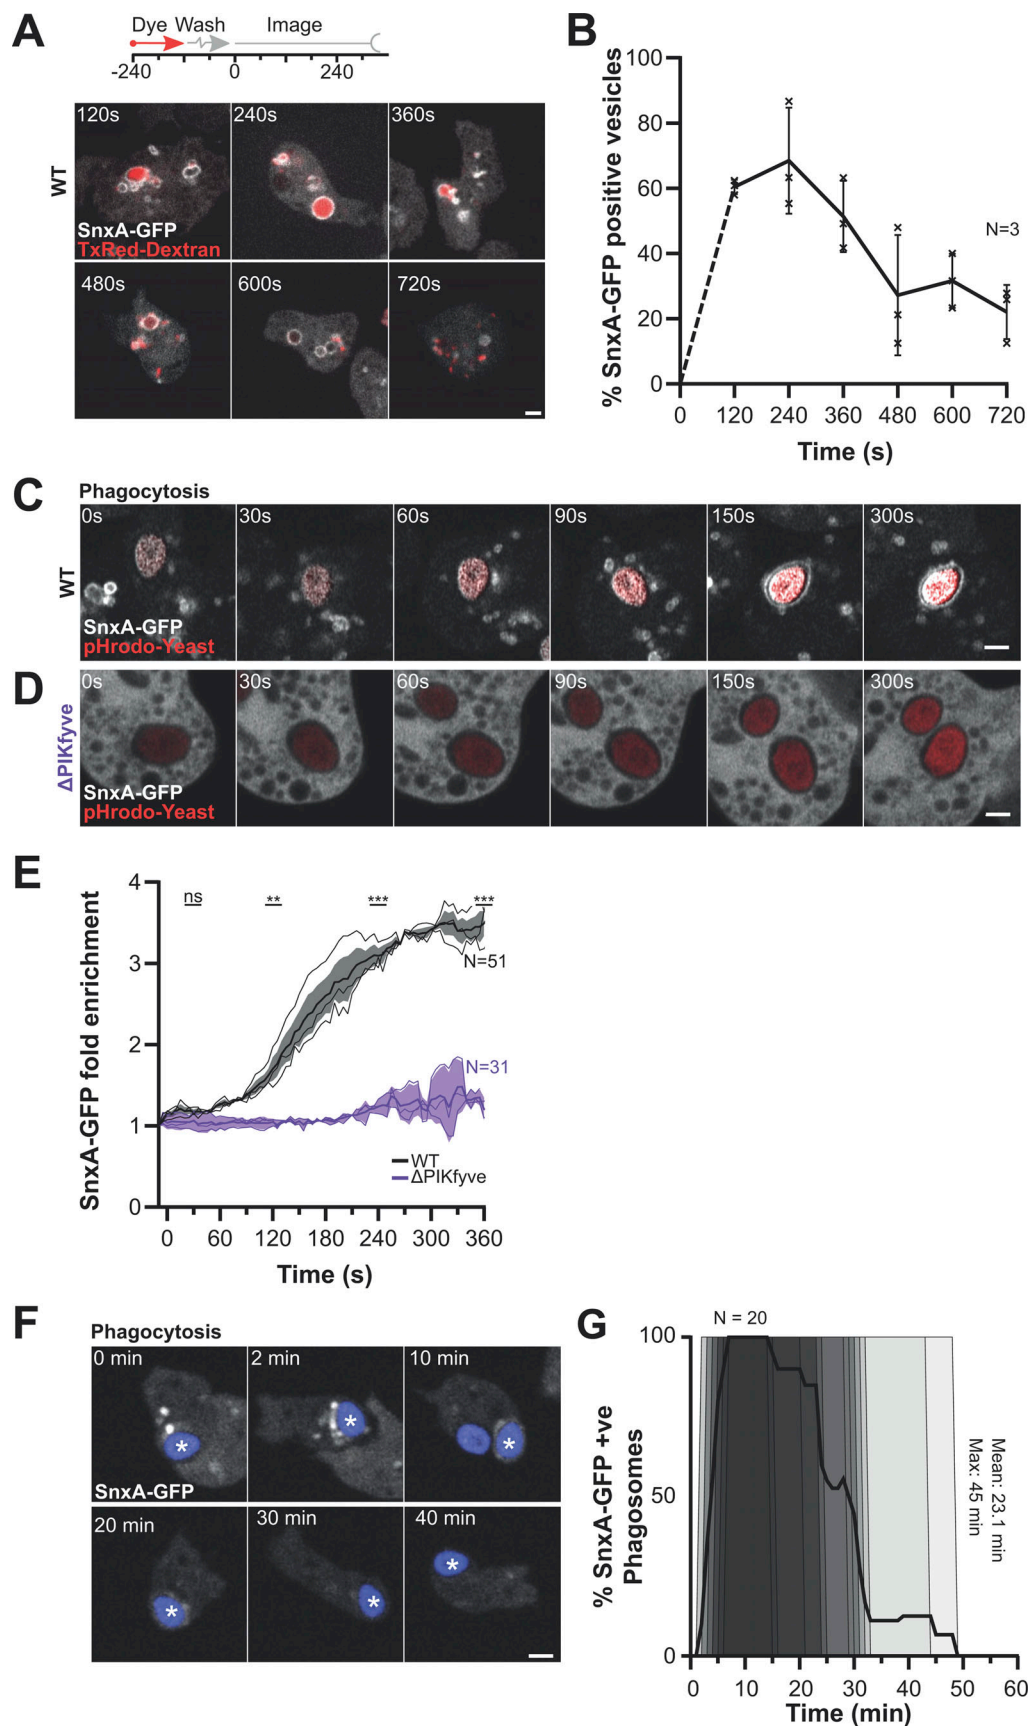 A
Dye Wash Image
-240 0 240
WT
120s
240s
360s
SnxA-GFP
TxRed-Dextran
480s
600s
720s
B
% SnxA-GFP positive vesicles
100
80
60
40
20
0
N=3
0 120 240 360 480 600 720
Time (s)
C
Phagocytosis
WT
0s
30s
60s
90s
150s
300s
SnxA-GFP
pHrodo-Yeast
D
ΔPIKfyve
0s
30s
60s
90s
150s
300s
SnxA-GFP
pHrodo-Yeast
E
SnxA-GFP fold enrichment
4
3
2
1
0
ns ** *** ***
N=51
N=31
WT
ΔPIKfyve
0 60 120 180 240 300 360
Time (s)
F
Phagocytosis
0 min
2 min
10 min
* * *
SnxA-GFP
20 min
30 min
40 min
* * *
G
N = 20
% SnxA-GFP +ve
Phagosomes
100
50
0
Mean: 23.1 min
Max: 45 min
0 10 20 30 40 50 60
Time (min)